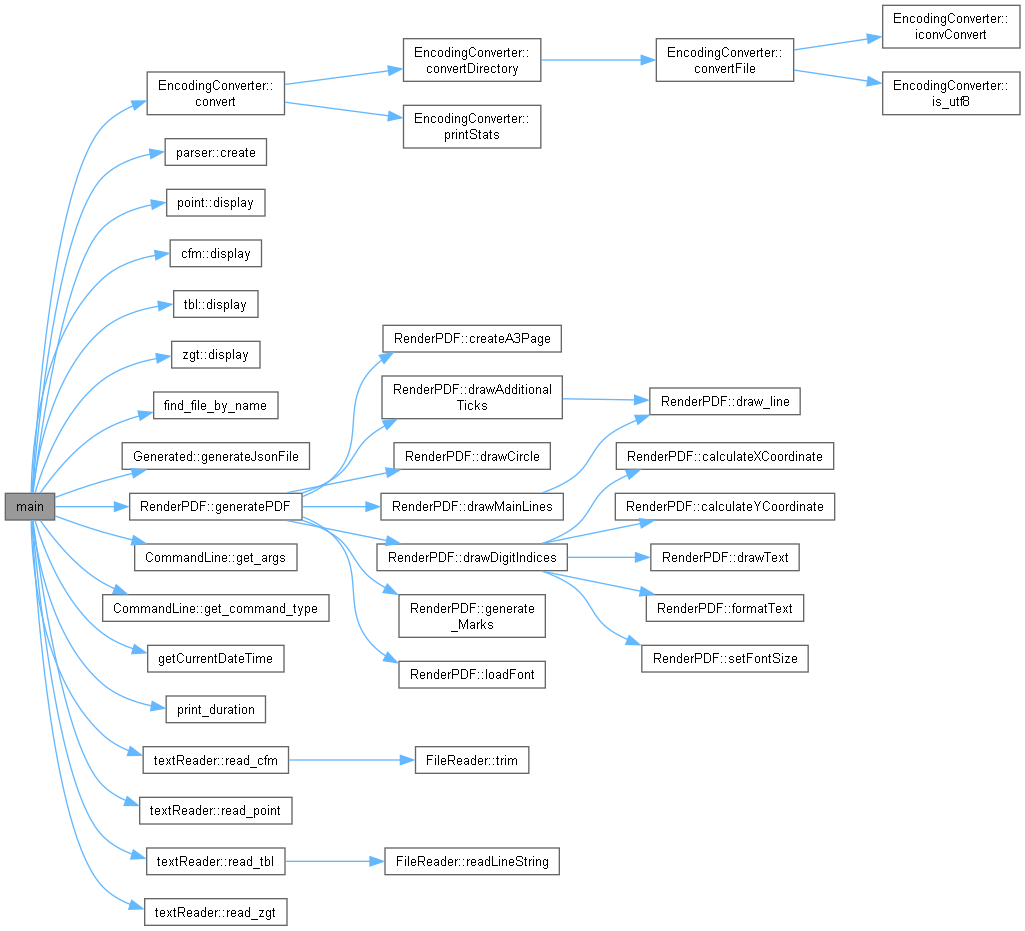 main
EncodingConverter::
convert
parser::create
point::display
cfm::display
tbl::display
zgt::display
find_file_by_name
Generated::generateJsonFile
RenderPDF::generatePDF
CommandLine::get_args
CommandLine::get_command_type
getCurrentDateTime
print_duration
textReader::read_cfm
textReader::read_point
textReader::read_tbl
textReader::read_zgt
EncodingConverter::
convertDirectory
EncodingConverter::
printStats
RenderPDF::createA3Page
RenderPDF::drawAdditional
Ticks
RenderPDF::drawCircle
RenderPDF::drawMainLines
RenderPDF::drawDigitIndices
RenderPDF::generate
_Marks
RenderPDF::loadFont
FileReader::trim
FileReader::readLineString
EncodingConverter::
convertFile
RenderPDF::draw_line
RenderPDF::calculateXCoordinate
RenderPDF::calculateYCoordinate
RenderPDF::drawText
RenderPDF::formatText
RenderPDF::setFontSize
EncodingConverter::
iconvConvert
EncodingConverter::
is_utf8